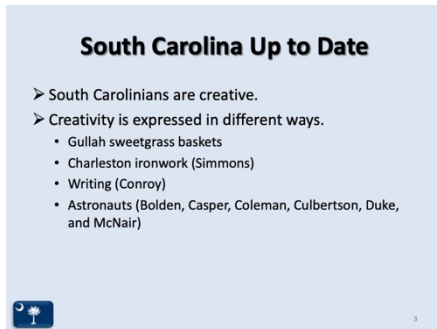 South Carolina Up to Date
➢ South Carolinians are creative.
➢ Creativity is expressed in different ways.
• Gullah sweetgrass baskets
• Charleston ironwork (Simmons)
• Writing (Conroy)
• Astronauts (Bolden, Casper, Coleman, Culbertson, Duke,
and McNair)
3